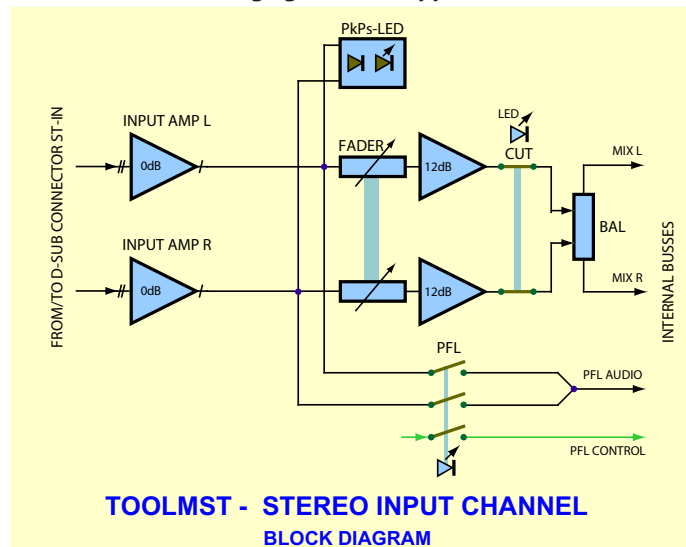 PkPs-LED
FROM/TO D-SUB CONNECTOR ST-IN
INPUT AMP L
0dB
FADER
12dB
LED
CUT
MIX L
BAL
INPUT AMP R
0dB
12dB
MIX R
INTERNAL BUSSES
PFL
PFL AUDIO
PFL CONTROL
TOOLMST - STEREO INPUT CHANNEL
BLOCK DIAGRAM